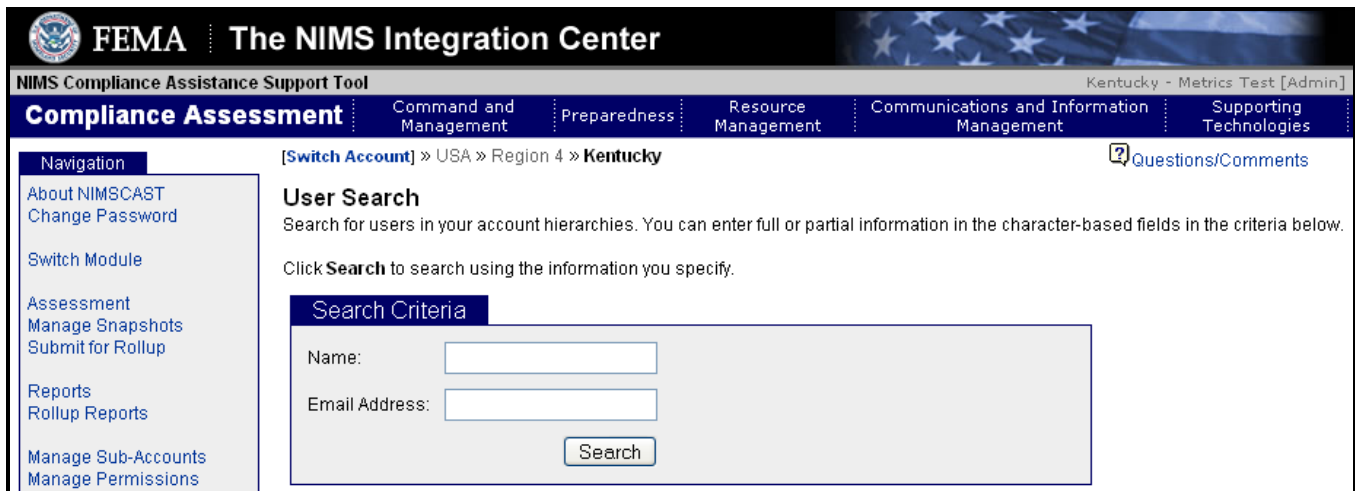 FEMA The NIMS Integration Center
NIMS Compliance Assistance Support Tool Kentucky - Metrics Test [Admin]
Compliance Assessment Command and Management Preparedness Resource Management Communications and Information Management Supporting Technologies
Navigation
About NIMSCAST
Change Password
Switch Module
Assessment
Manage Snapshots
Submit for Rollup
Reports
Rollup Reports
Manage Sub-Accounts
Manage Permissions
[Switch Account] » USA » Region 4 » Kentucky
? Questions/Comments
User Search
Search for users in your account hierarchies. You can enter full or partial information in the character-based fields in the criteria below.
Click Search to search using the information you specify.
Search Criteria
Name:
Email Address:
Search